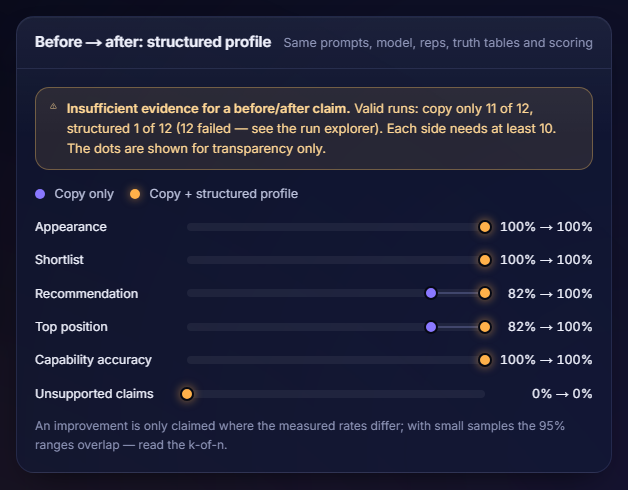 Before → after: structured profile Same prompts, model, reps, truth tables and scoring
⚠ Insufficient evidence for a before/after claim. Valid runs: copy only 11 of 12,
structured 1 of 12 (12 failed — see the run explorer). Each side needs at least 10.
The dots are shown for transparency only.
Copy only Copy + structured profile
Appearance 100% → 100%
Shortlist 100% → 100%
Recommendation 82% → 100%
Top position 82% → 100%
Capability accuracy 100% → 100%
Unsupported claims 0% → 0%
An improvement is only claimed where the measured rates differ; with small samples the 95%
ranges overlap — read the k-of-n.